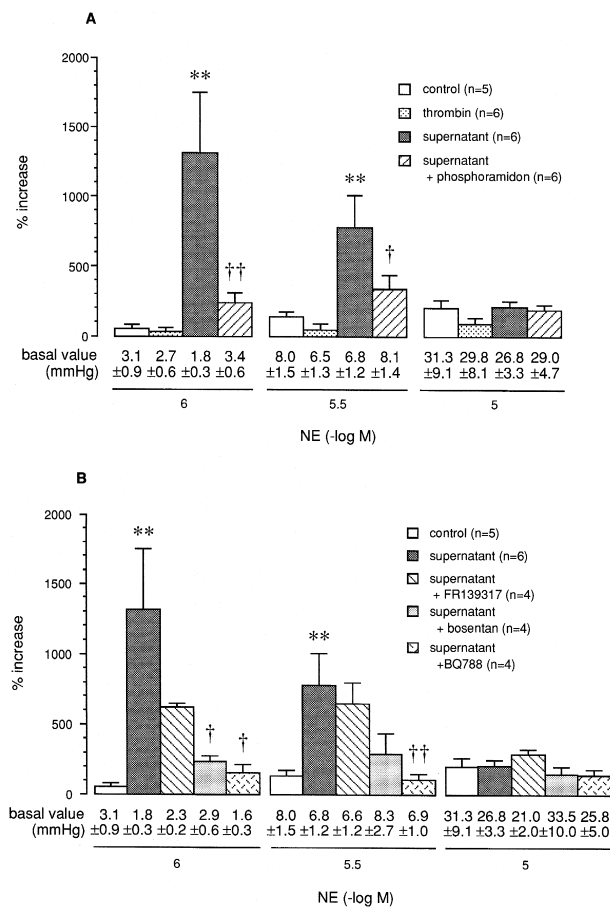 A
2000
1500
1000
500
0
% increase
**
††
**
†
control (n=5)
thrombin (n=6)
supernatant (n=6)
supernatant
+ phosphoramidon (n=6)
basal value 3.1 2.7 1.8 3.4 8.0 6.5 6.8 8.1 31.3 29.8 26.8 29.0
(mmHg) ±0.9 ±0.6 ±0.3 ±0.6 ±1.5 ±1.3 ±1.2 ±1.4 ±9.1 ±8.1 ±3.3 ±4.7
6 5.5 5
NE (-log M)
B
2000
1500
1000
500
0
% increase
**
†
†
**
††
control (n=5)
supernatant (n=6)
supernatant
+ FR139317 (n=4)
supernatant
+ bosentan (n=4)
supernatant
+BQ788 (n=4)
basal value 3.1 1.8 2.3 2.9 1.6 8.0 6.8 6.6 8.3 6.9 31.3 26.8 21.0 33.5 25.8
(mmHg) ±0.9 ±0.3 ±0.2 ±0.6 ±0.3 ±1.5 ±1.2 ±1.2 ±2.7 ±1.0 ±9.1 ±3.3 ±2.0 ±10.0 ±5.0
6 5.5 5
NE (-log M)